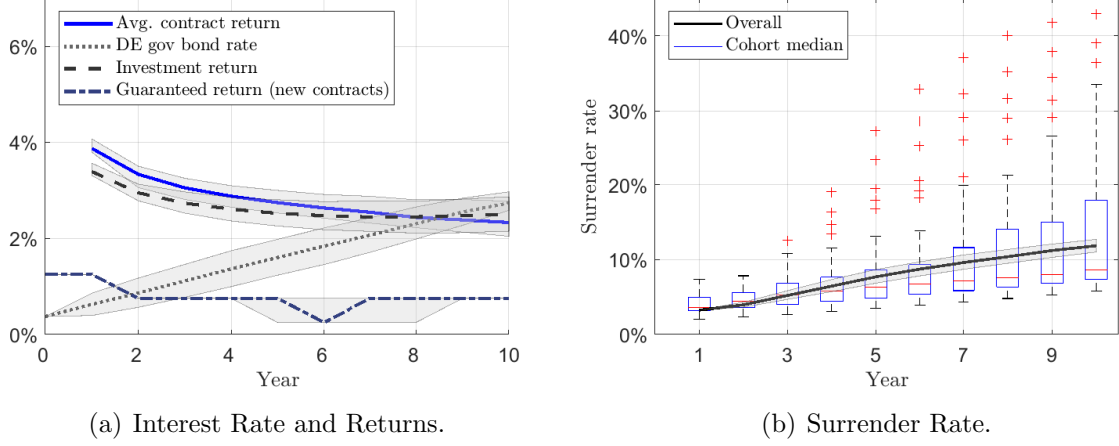 6%
4%
2%
0%
Avg. contract return
DE gov bond rate
Investment return
Guaranteed return (new contracts)
0 2 4 6 8 10
Year
(a) Interest Rate and Returns.
40%
30%
20%
10%
0%
Surrender rate
Overall
Cohort median
1 3 5 7 9
Year
(b) Surrender Rate.